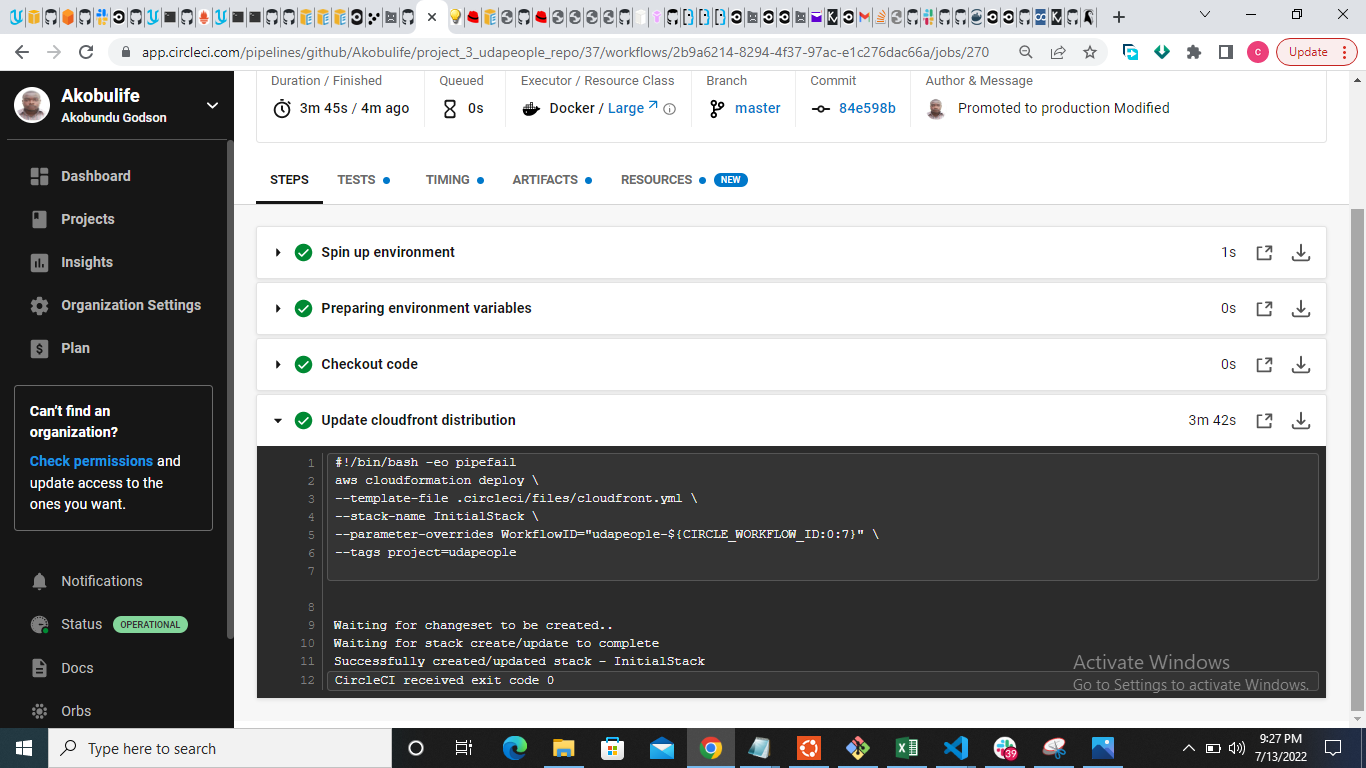 app.circleci.com/pipelines/github/Akobulife/project_3_udapeople_repo/37/workflows/2b9a6214-8294-4f37-97ac-e1c276dac66a/jobs/270
C
Update
Akobulife
Akobundu Godson
Dashboard
Projects
Insights
Organization Settings
Plan
Can't find an
organization?
Check permissions and
update access to the
ones you want.
Notifications
Status OPERATIONAL
Docs
Orbs
Duration / Finished
3m 45s / 4m ago
Queued
0s
Executor / Resource Class
Docker / Large
Branch
master
Commit
84e598b
Author & Message
Promoted to production Modified
STEPS
TESTS
TIMING
ARTIFACTS
RESOURCES
NEW
Spin up environment 1s
Preparing environment variables 0s
Checkout code 0s
Update cloudfront distribution 3m 42s
1 #!/bin/bash -eo pipefail
2 aws cloudformation deploy \
3 --template-file .circleci/files/cloudfront.yml \
4 --stack-name InitialStack \
5 --parameter-overrides WorkflowID="udapeople-${CIRCLE_WORKFLOW_ID:0:7}" \
6 --tags project=udapeople
7
8
9 Waiting for changeset to be created..
10 Waiting for stack create/update to complete
11 Successfully created/updated stack - InitialStack
12 CircleCI received exit code 0
Activate Windows
Go to Settings to activate Windows.
Type here to search
39
9:27 PM
7/13/2022